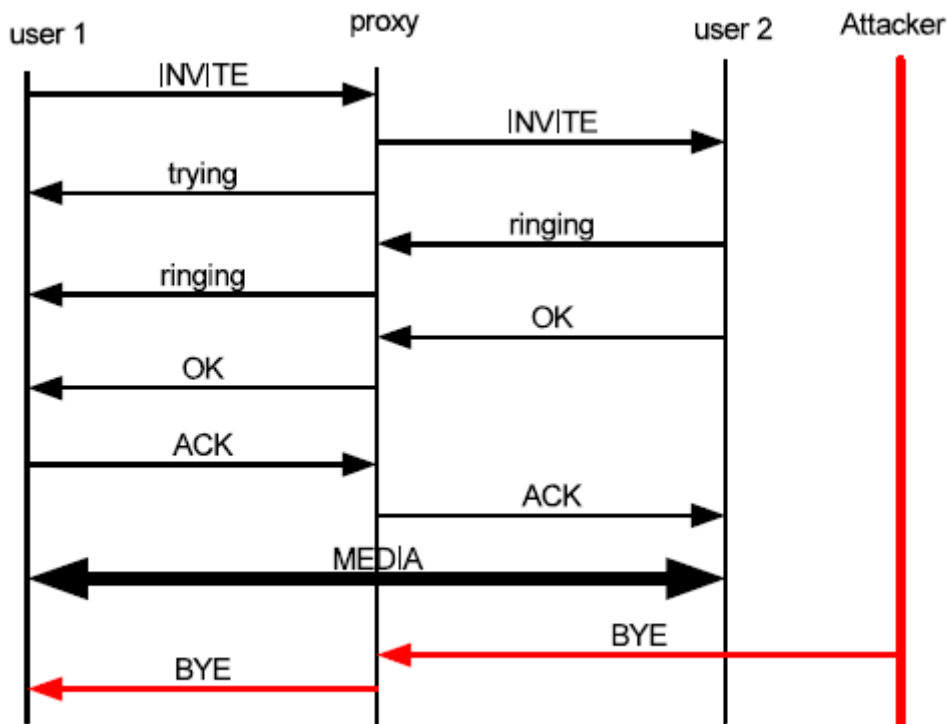 user 1
proxy
user 2
Attacker
INVITE
INVITE
trying
ringing
ringing
OK
OK
ACK
ACK
MEDIA
BYE
BYE